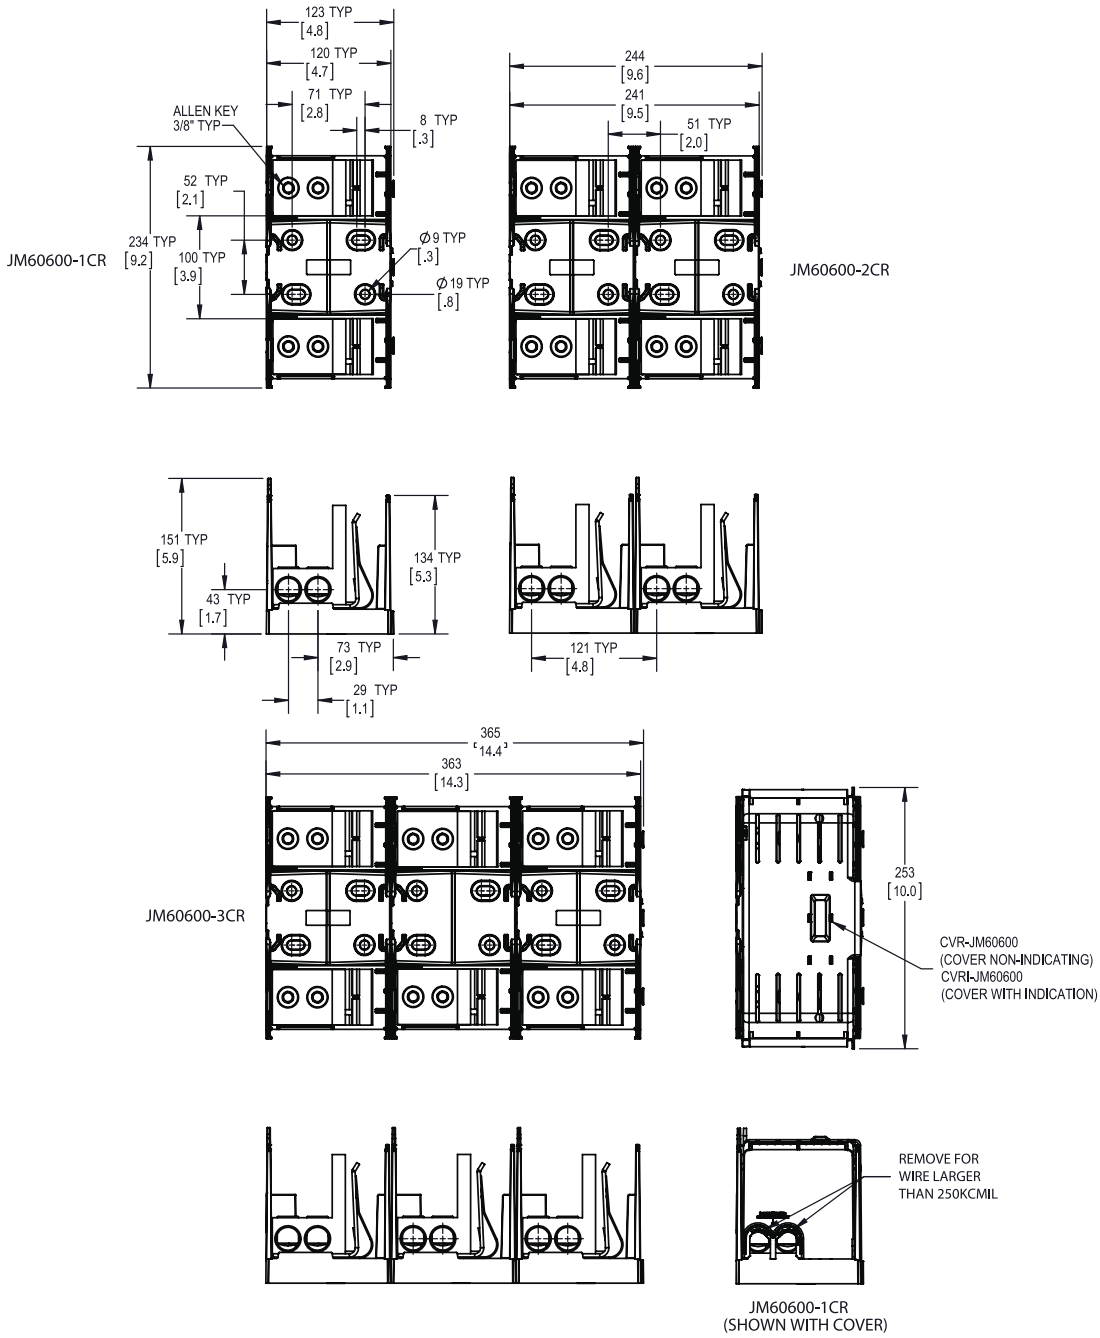 123 TYP
[4.8]
120 TYP
[4.7]
71 TYP
[2.8]
8 TYP
[.3]
ALLEN KEY
3/8" TYP
52 TYP
[2.1]
234 TYP
[9.2]
100 TYP
[3.9]
Ø9 TYP
[.3]
Ø19 TYP
[.8]
JM60600-1CR
244
[9.6]
241
[9.5]
51 TYP
[2.0]
JM60600-2CR
151 TYP
[5.9]
43 TYP
[1.7]
134 TYP
[5.3]
73 TYP
[2.9]
29 TYP
[1.1]
121 TYP
[4.8]
365
[14.4]
363
[14.3]
JM60600-3CR
253
[10.0]
CVR-JM60600
(COVER NON-INDICATING)
CVRI-JM60600
(COVER WITH INDICATION)
REMOVE FOR
WIRE LARGER
THAN 250KCMIL
JM60600-1CR
(SHOWN WITH COVER)